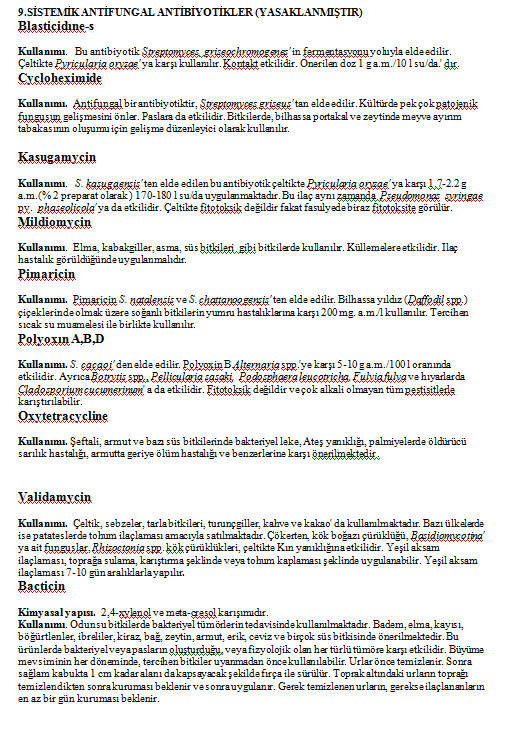 9.SİSTEMİK ANTİFUNGAL ANTİBİYOTİKLER (YASAKLANMIŞTIR)
Blasticidıne-s
Kullanımı. Bu antibiyotik Streptomyces griseochromogenes'in fermentasyonu yoluyla elde edilir.
Çeltikte Pyricularia oryzae'ya karşı kullanılır. Kontakt etkilidir. Önerilen doz 1 g a.m./10 l su/da.' dır.
Cycloheximide
Kullanımı. Antifungal bir antibiyotiktir, Streptomyces griseus'tan elde edilir. Kültürde pek çok patojenik
fungusun gelişmesini önler. Paslara da etkilidir. Bitkilerde, bilhassa portakal ve zeytinde meyve ayırım
tabakasının oluşumu için gelişme düzenleyici olarak kullanılır.
Kasugamycin
Kullanımı. S. kasugaensis'ten elde edilen bu antibiyotik çeltikte Pyricularia oryzae'ya karşı 1,7-2.2 g
a.m.(%2 preparat olarak) 170-180 l su/da uygulanmaktadır. Bu ilaç aynı zamanda Pseudomonas syringae
pv. phaseolicola'ya da etkilidir. Çeltikte fitotoksik değildir fakat fasulyede biraz fitotoksite görülür.
Mildiomycin
Kullanımı. Elma, kabakgiller, asma, süs bitkileri gibi bitkilerde kullanılır. Küllemelere etkilidir. İlaç
hastalık görüldüğünde uygulanmalıdır.
Pimaricin
Kullanımı. Pimaricin S. natalensis ve S. chattanoogensis'ten elde edilir. Bilhassa yıldız (Daffodil spp.)
çiçeklerinde olmak üzere soğanlı bitkilerin yumru hastalıklarına karşı 200 mg. a.m./l kullanılır. Tercihen
sıcak su muamelesi ile birlikte kullanılır.
Polyoxın A,B,D
Kullanımı. S. cacaoi'den elde edilir. Polyoxin B Alternaria spp.'ye karşı 5-10 g a.m./100 l oranında
etkilidir. Ayrıca Botrytis spp., Pellicularia sasaki, Podosphaera leucotricha, Fulvia fulva ve hıyarlarda
Cladosporium cucumerinum'a da etkilidir. Fitotoksik değildir ve çok alkali olmayan tüm pestisitlerle
karıştırılabilir.
Oxytetracycline
Kullanımı. Şeftali, armut ve bazı süs bitkilerinde bakteriyel leke, Ateş yanıklığı, palmiyelerde öldürücü
sarılık hastalığı, armutta geriye ölüm hastalığı ve benzerlerine karşı önerilmektedir.
Validamycin
Kullanımı. Çeltik, sebzeler, tarla bitkileri, turunçgiller, kahve ve kakao' da kullanılmaktadır. Bazı ülkelerde
ise patateslerde tohum ilaçlaması amacıyla satılmaktadır. Çökerten, kök boğazı çürüklüğü, Basidiomycotina'
ya ait funguslar, Rhizoctonia spp. kök çürüklükleri, çeltikte Kın yanıklığına etkilidir. Yeşil aksam
ilaçlaması, toprağa sulama, karıştırma şeklinde veya tohum kaplaması şeklinde uygulanabilir. Yeşil aksam
ilaçlaması 7-10 gün aralıklarla yapılır.
Bacticin
Kimyasal yapısı. 2,4-xylenol ve meta-cresol karışımıdır.
Kullanımı. Odunsu bitkilerde bakteriyel tümörlerin tedavisinde kullanılmaktadır. Badem, elma, kayısı,
böğürtlenler, ibreliler, kiraz, bağ, zeytin, armut, erik, ceviz ve birçok süs bitkisinde önerilmektedir. Bu
ürünlerde bakteriyel veya pasların oluşturduğu, veya fizyolojik olan her türlü tümöre karşı etkilidir. Büyüme
mevsiminin her döneminde, tercihen bitkiler uyanmadan önce kullanılabilir. Urlar önce temizlenir. Sonra
sağlam kabukta 1 cm kadar alanı da kapsayacak şekilde fırça ile sürülür. Toprak altındaki urların toprağı
temizlendikten sonra kuruması beklenir ve sonra uygulanır. Gerek temizlenen urların, gerekse ilaçlananların
en az bir gün kuruması beklenir.